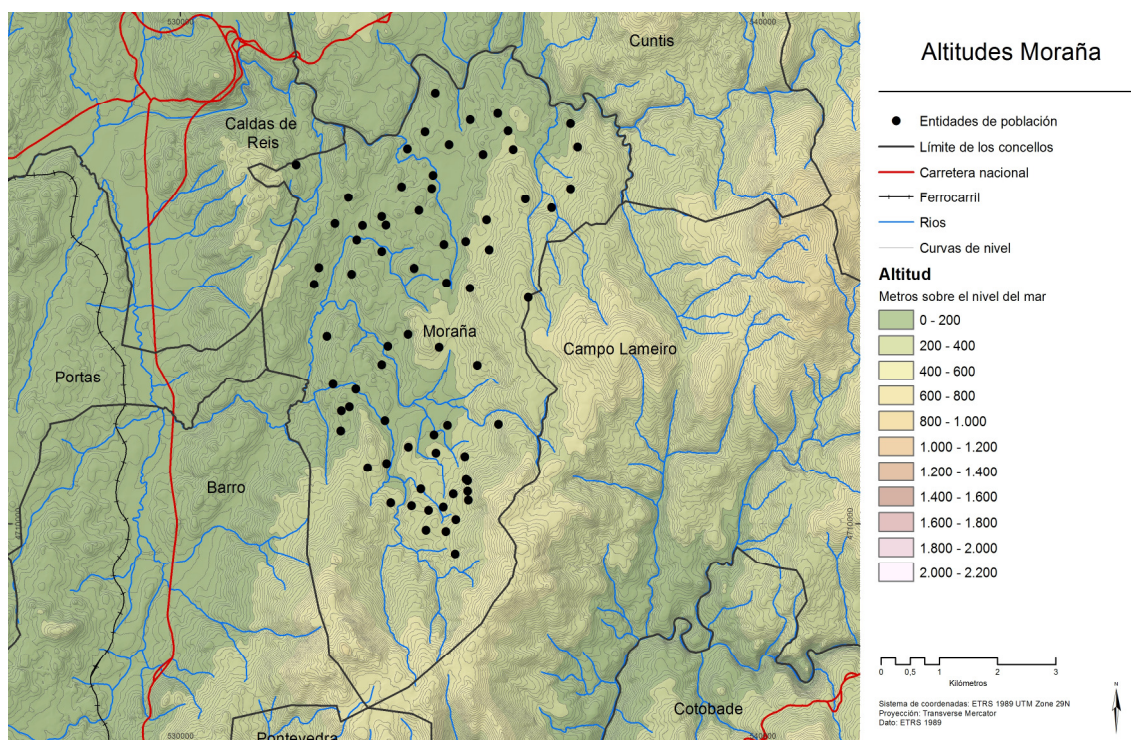 530000
540000
Cuntis
Caldas de
Reis
Moraña
Campo Lameiro
Portas
Barro
4710000
4710000
Cotobade
Pontevedra
530000
540000
Altitudes Moraña
Entidades de población
Límite de los concellos
Carretera nacional
Ferrocarril
Rios
Curvas de nivel
Altitud
Metros sobre el nivel del mar
0 - 200
200 - 400
400 - 600
600 - 800
800 - 1.000
1.000 - 1.200
1.200 - 1.400
1.400 - 1.600
1.600 - 1.800
1.800 - 2.000
2.000 - 2.200
0 0,5 1 2 3
Kilómetros
Sistema de coordenadas: ETRS 1989 UTM Zone 29N
Proyección: Transverse Mercator
Dato: ETRS 1989
N